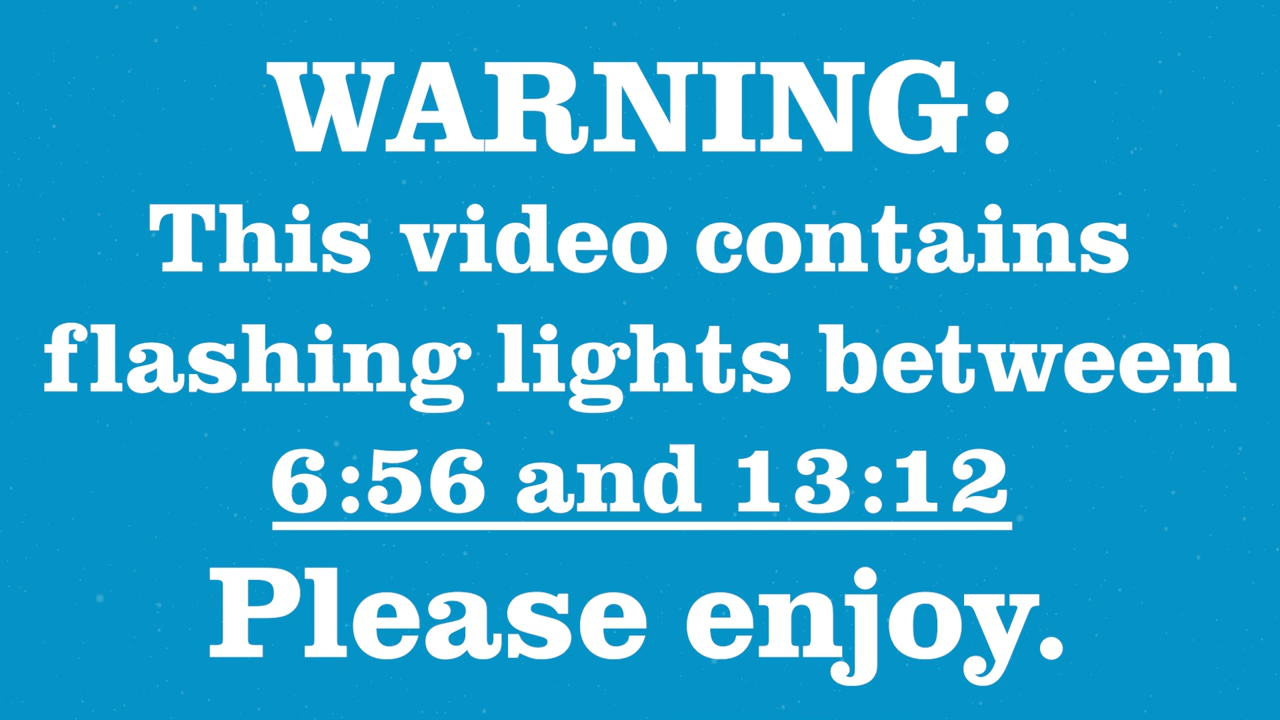 WARNING:
This video contains
flashing lights between
6:56 and 13:12
Please enjoy.